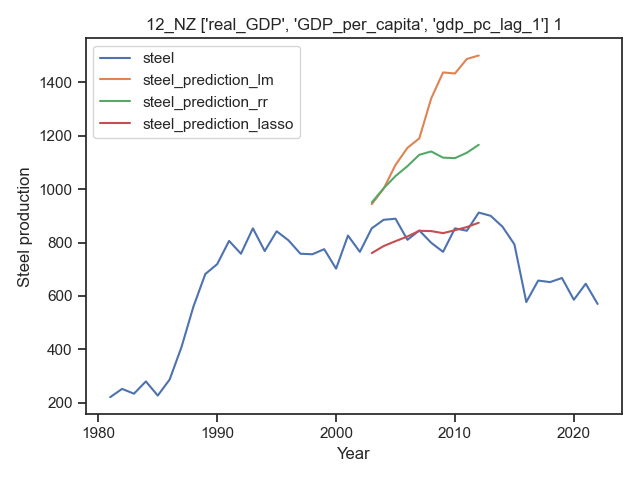 12_NZ ['real_GDP', 'GDP_per_capita', 'gdp_pc_lag_1'] 1
steel
steel_prediction_lm
steel_prediction_rr
steel_prediction_lasso
Steel production
1400
1200
1000
800
600
400
200
1980
1990
2000
2010
2020
Year